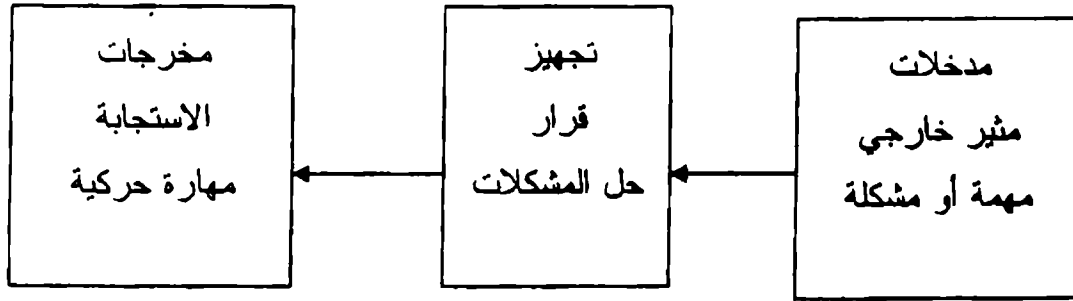 مدخلات
مثير خارجي
مهمة أو مشكلة
تجهيز
قرار
حل المشكلات
مخرجات
الاستجابة
مهارة حركية